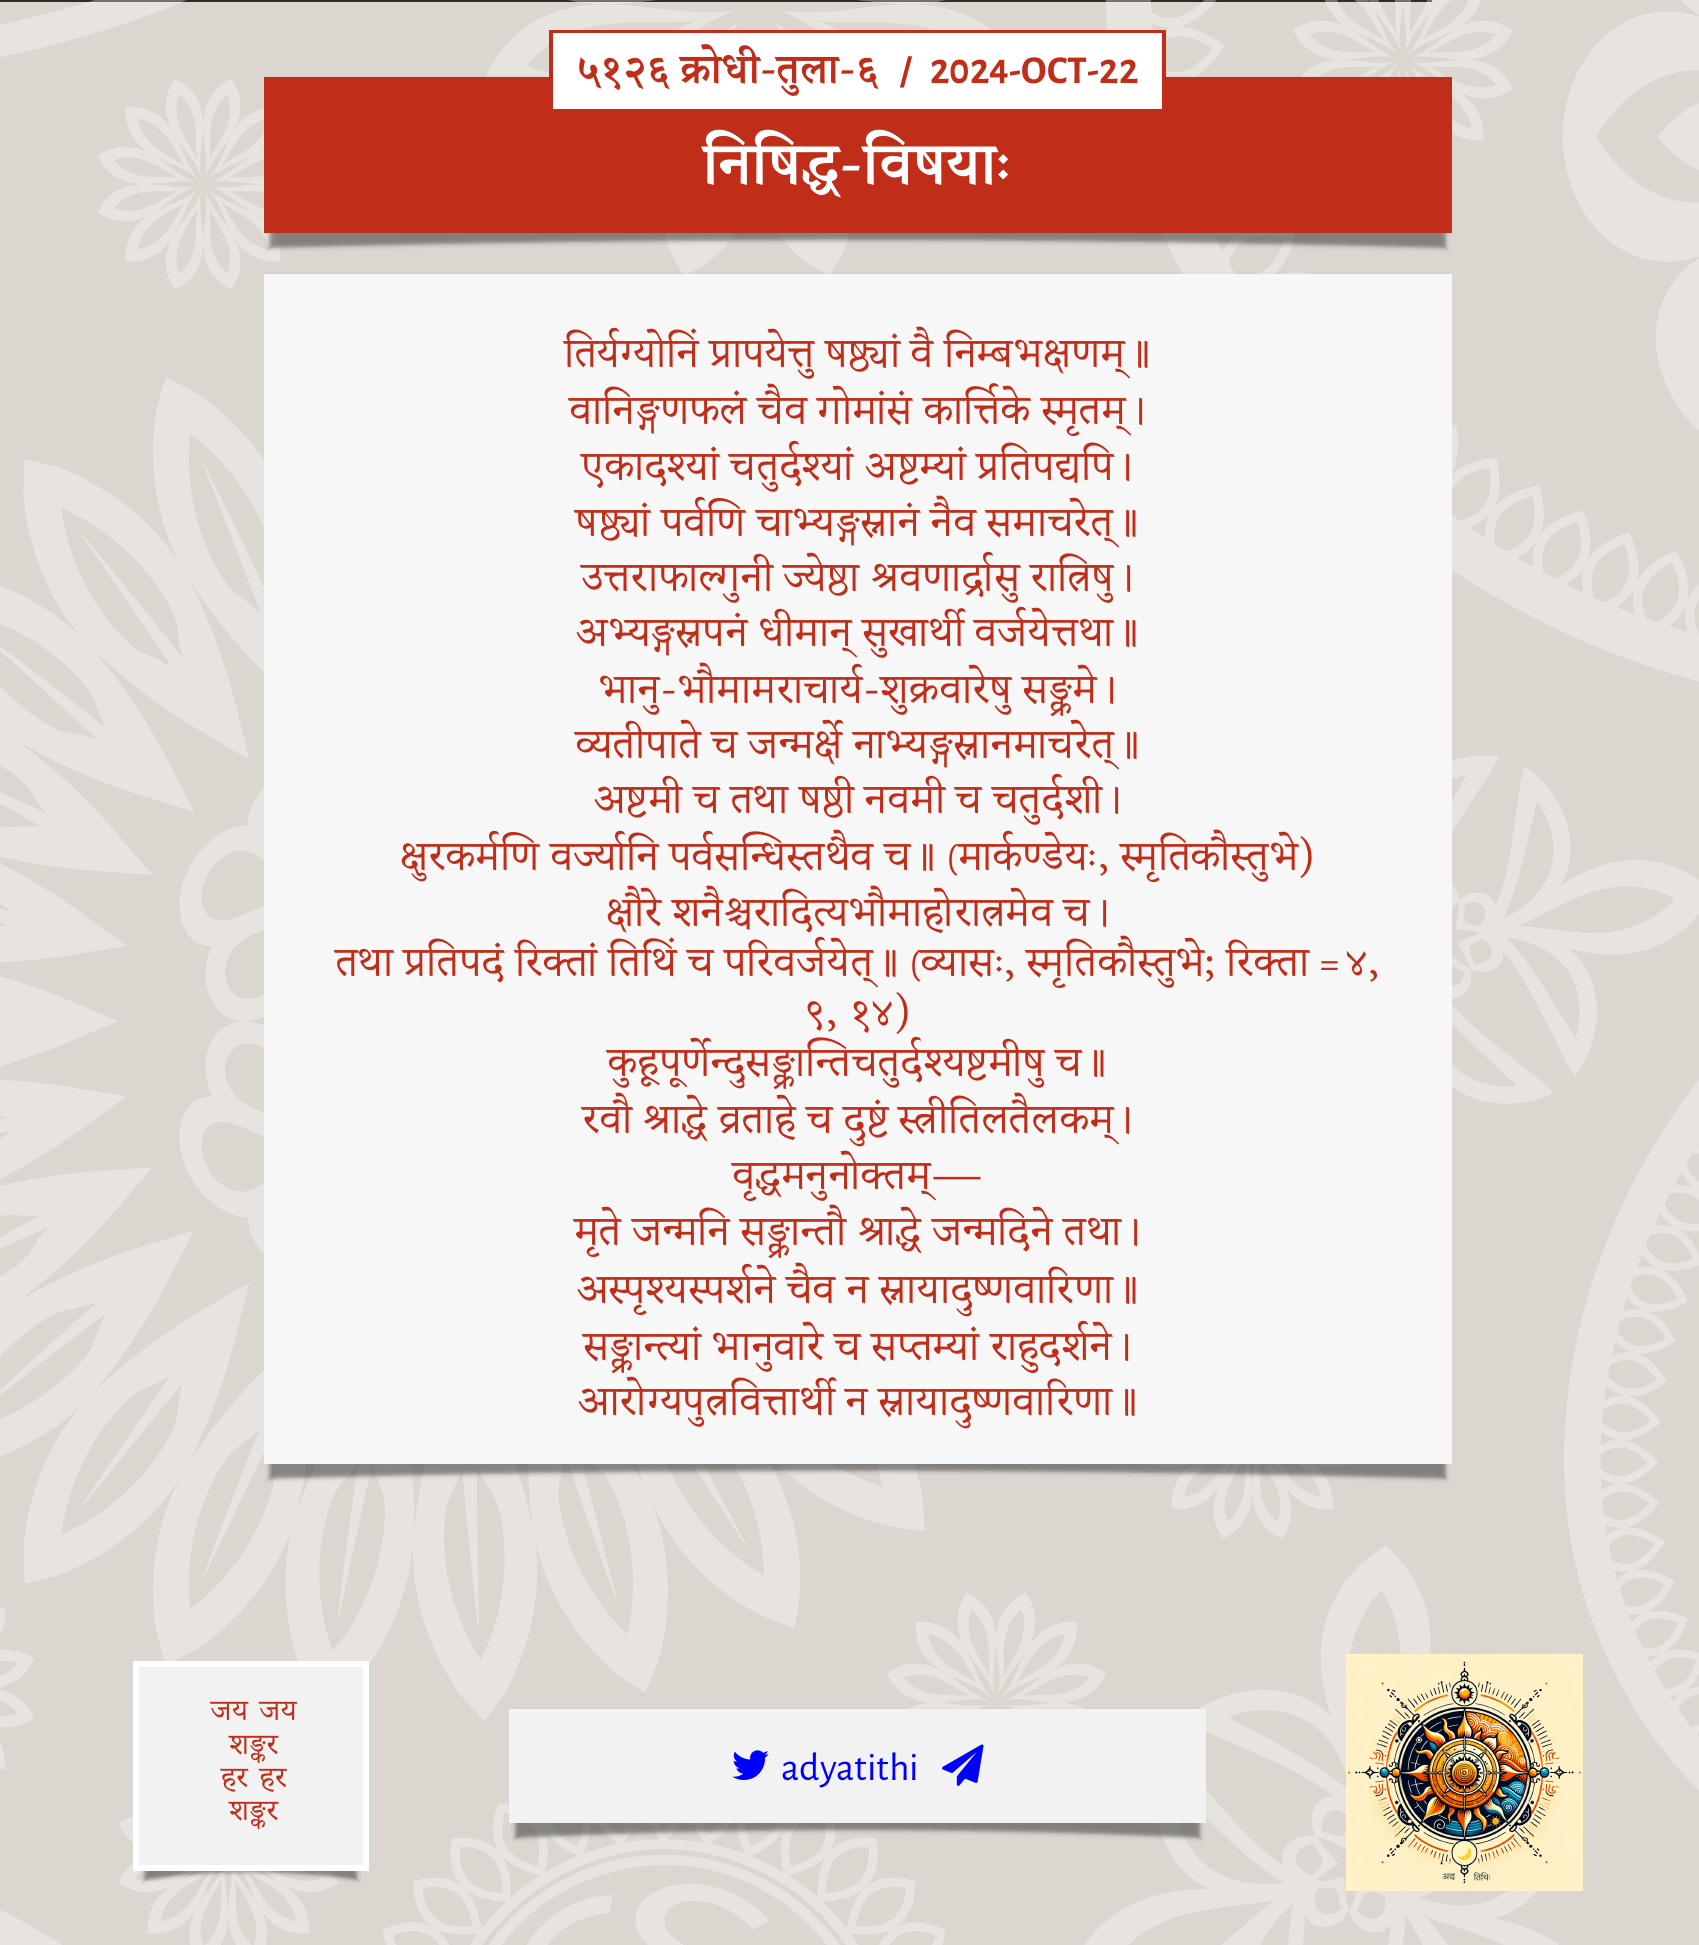 ५१२६ क्रोधी-तुला-६ / 2024-OCT-22
निषिद्ध-विषयाः
तिर्यग्योनिं प्रापयेत्तु षष्ठ्यां वै निम्बभक्षणम्॥
वानिङ्गणफलं चैव गोमांसं कार्त्तिके स्मृतम्।
एकादश्यां चतुर्दश्यां अष्टम्यां प्रतिपद्यपि।
षष्ठ्यां पर्वणि चाभ्यङ्गस्नानं नैव समाचरेत्॥
उत्तराफाल्गुनी ज्येष्ठा श्रवणार्द्रासु रात्रिषु।
अभ्यङ्गस्नपनं धीमान् सुखार्थी वर्जयेत्तथा॥
भानु-भौमामराचार्य-शुक्रवारेषु सङ्क्रमे।
व्यतीपाते च जन्मर्क्षे नाभ्यङ्गस्नानमाचरेत्॥
अष्टमी च तथा षष्ठी नवमी च चतुर्दशी।
क्षुरकर्मणि वर्ज्यानि पर्वसन्धिस्तथैव च॥ (मार्कण्डेयः, स्मृतिकौस्तुभे)
क्षौरे शनैश्चरादित्यभौमाहोरात्रमेव च।
तथा प्रतिपदं रिक्तां तिथिं च परिवर्जयेत्॥ (व्यासः, स्मृतिकौस्तुभे; रिक्ता = ४,
९, १४)
कुहूपूर्णेन्दुसङ्क्रान्तिचतुर्दश्यष्टमीषु च॥
रवौ श्राद्धे व्रताहे च दुष्टं स्त्रीतिलतैलकम्।
वृद्धमनुनोक्तम्—
मृते जन्मनि सङ्क्रान्तौ श्राद्धे जन्मदिने तथा।
अस्पृश्यस्पर्शने चैव न स्नायादुष्णवारिणा॥
सङ्क्रान्त्यां भानुवारे च सप्तम्यां राहुदर्शने।
आरोग्यपुत्रवित्तार्थी न स्नायादुष्णवारिणा॥
जय जय
शङ्कर
हर हर
शङ्कर
adyatithi
अद्य तिथिः